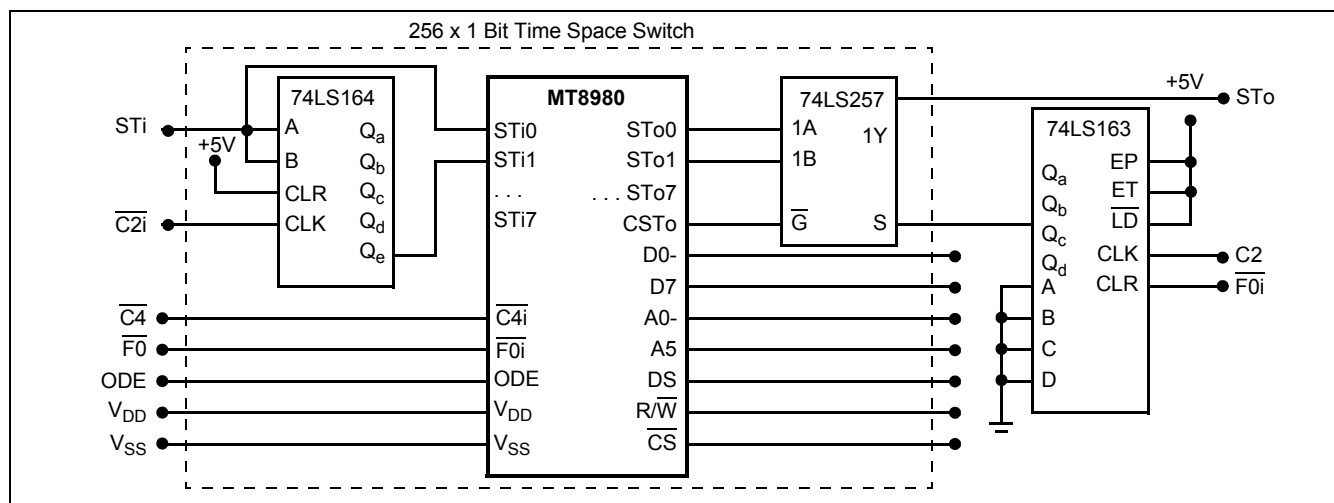 256 x 1 Bit Time Space Switch
STi
+5V
C2i
C4
F0
ODE
VDD
VSS
74LS164
A
B
CLR
CLK
Qa
Qb
Qc
Qd
Qe
MT8980
STi0
STi1
. . .
STi7
C4i
F0i
ODE
VDD
VSS
STo0
STo1
. . . STo7
CSTo
D0-
D7
A0-
A5
DS
R/W
CS
74LS257
1A
1B
G
1Y
S
+5V
STo
74LS163
Qa
Qb
Qc
Qd
A
B
C
D
EP
ET
LD
CLK
CLR
C2
F0i